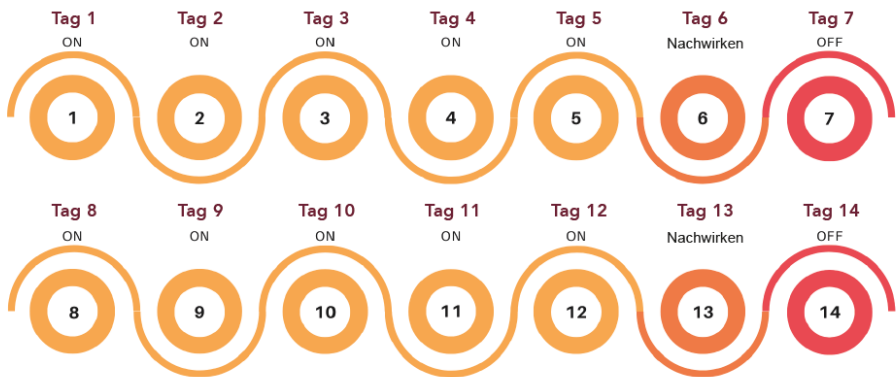 Tag 1 Tag 2 Tag 3 Tag 4 Tag 5 Tag 6 Tag 7
ON ON ON ON ON Nachwirken OFF
1 2 3 4 5 6 7
Tag 8 Tag 9 Tag 10 Tag 11 Tag 12 Tag 13 Tag 14
ON ON ON ON ON Nachwirken OFF
8 9 10 11 12 13 14